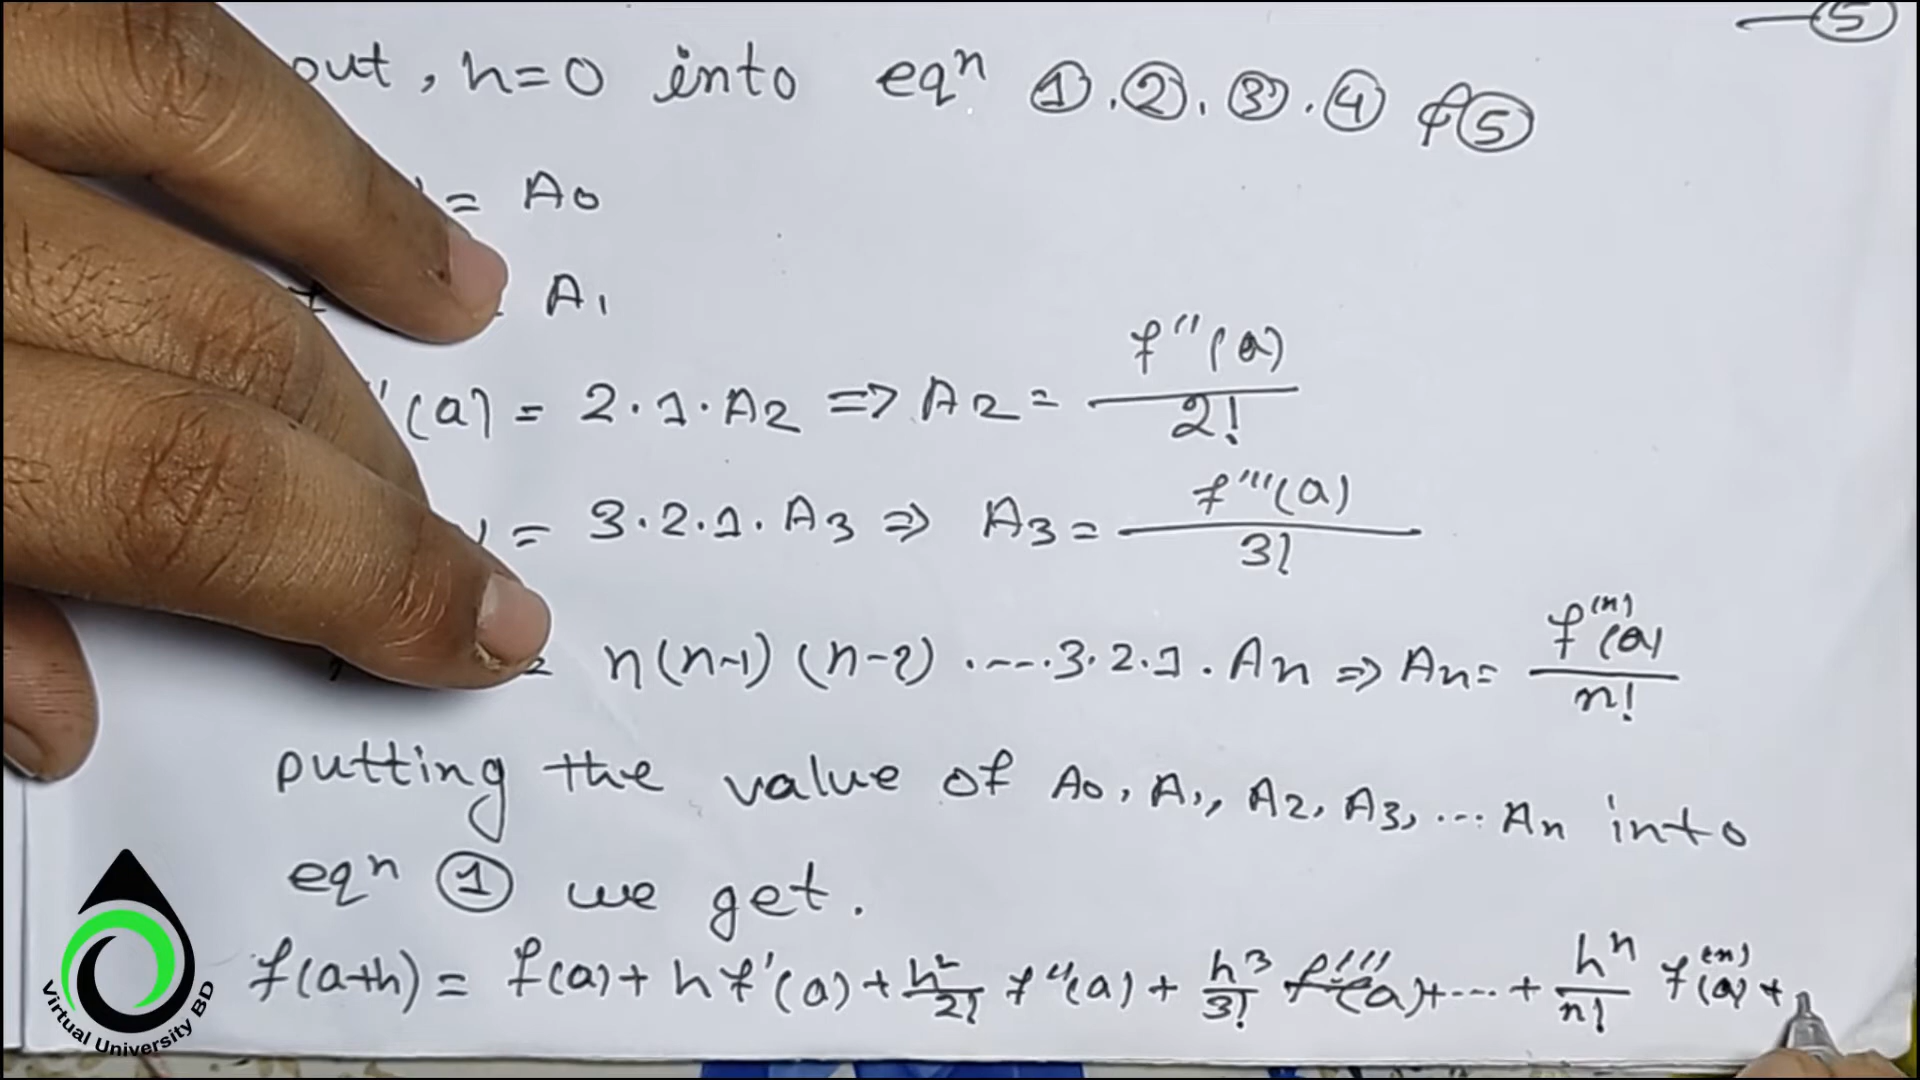 — ⑤
put, h=0 into eqⁿ ①, ②, ③, ④ & ⑤
= A₀
A₁
''(a) = 2·1·A₂ ⇒ A₂ = f''(a)/2!
= 3·2·1·A₃ ⇒ A₃ = f'''(a)/3!
= n(n-1)(n-2)·----3·2·1·Aₙ ⇒ Aₙ = f⁽ⁿ⁾(a)/n!
putting the value of A₀, A₁, A₂, A₃, ... Aₙ into
eqⁿ ① we get.
f(a+h) = f(a) + hf'(a) + h²/2! f''(a) + h³/3! f'''(a) + ... + hⁿ/n! f⁽ⁿ⁾(a) +
Virtual University BD